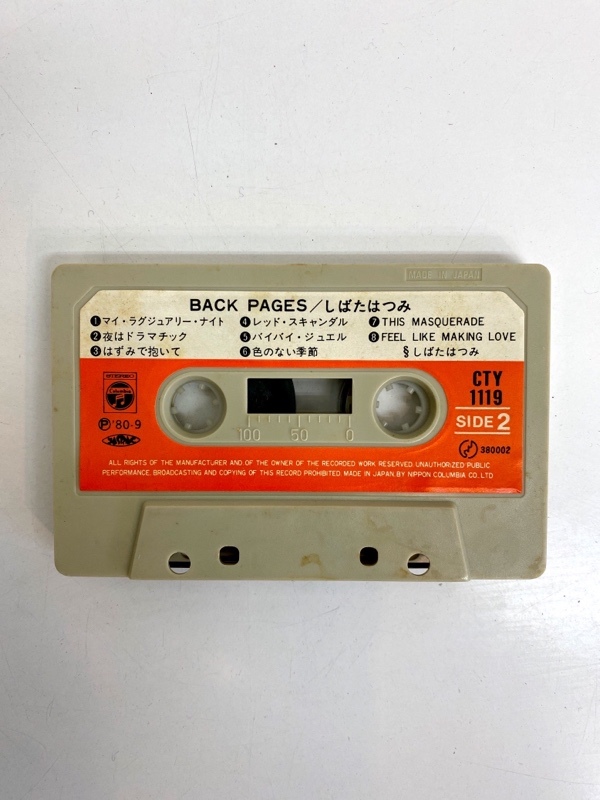 MADE IN JAPAN
BACK PAGES/しばたはつみ
❶マイ・ラグジュアリー・ナイト ❹レッド・スキャンダル ❼THIS MASQUERADE
❷夜はドラマチック ❺バイバイ・ジュエル ❽FEEL LIKE MAKING LOVE
❸はずみで抱いて ❻色のない季節 § しばたはつみ
Columbia
CTY
1119
Ⓟ'80-9
SIDE 2
100 50 0
380002
ALL RIGHTS OF THE MANUFACTURER AND OF THE OWNER OF THE RECORDED WORK RESERVED UNAUTHORIZED PUBLIC
PERFORMANCE, BROADCASTING AND COPYING OF THIS RECORD PROHIBITED. MADE IN JAPAN. BY NIPPON COLUMBIA CO., LTD